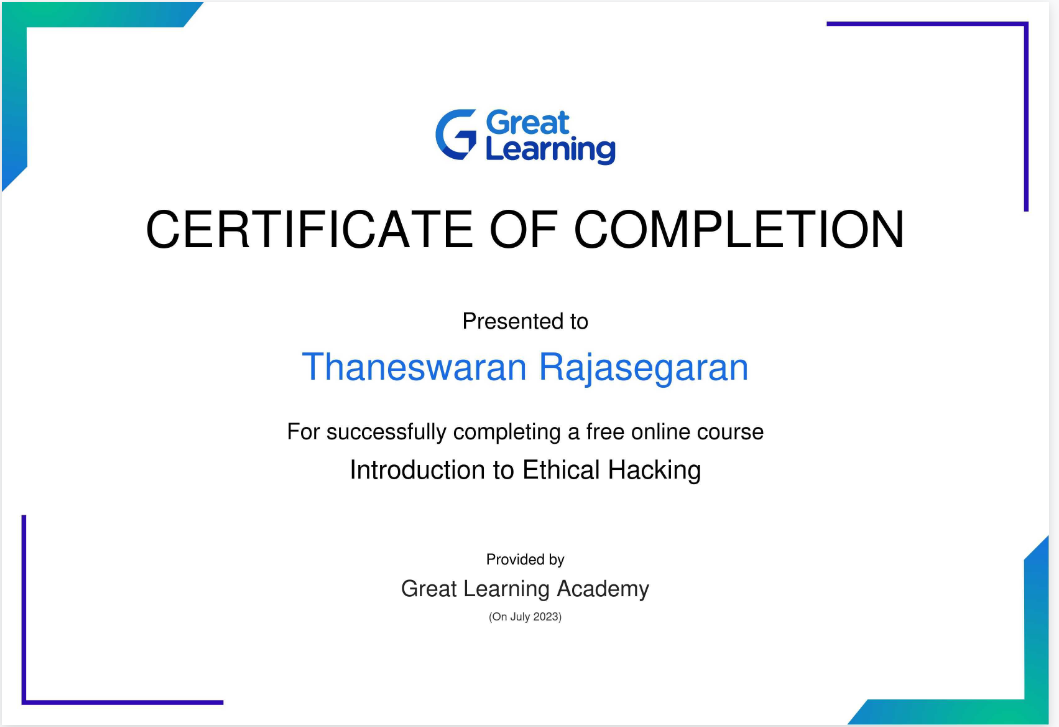 Great
Learning
CERTIFICATE OF COMPLETION
Presented to
Thaneswaran Rajasegaran
For successfully completing a free online course
Introduction to Ethical Hacking
Provided by
Great Learning Academy
(On July 2023)